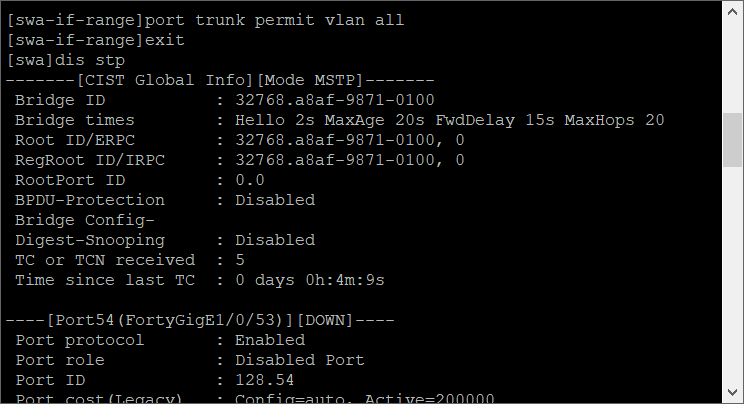 [swa-if-range]port trunk permit vlan all
[swa-if-range]exit
[swa]dis stp
-------[CIST Global Info][Mode MSTP]-------
Bridge ID           : 32768.a8af-9871-0100
Bridge times        : Hello 2s MaxAge 20s FwdDelay 15s MaxHops 20
Root ID/ERPC        : 32768.a8af-9871-0100, 0
RegRoot ID/IRPC     : 32768.a8af-9871-0100, 0
RootPort ID         : 0.0
BPDU-Protection     : Disabled
Bridge Config-
Digest-Snooping     : Disabled
TC or TCN received  : 5
Time since last TC  : 0 days 0h:4m:9s
----[Port54(FortyGigE1/0/53)][DOWN]----
Port protocol       : Enabled
Port role           : Disabled Port
Port ID             : 128.54
Port cost(Legacy)   : Config=auto, Active=200000